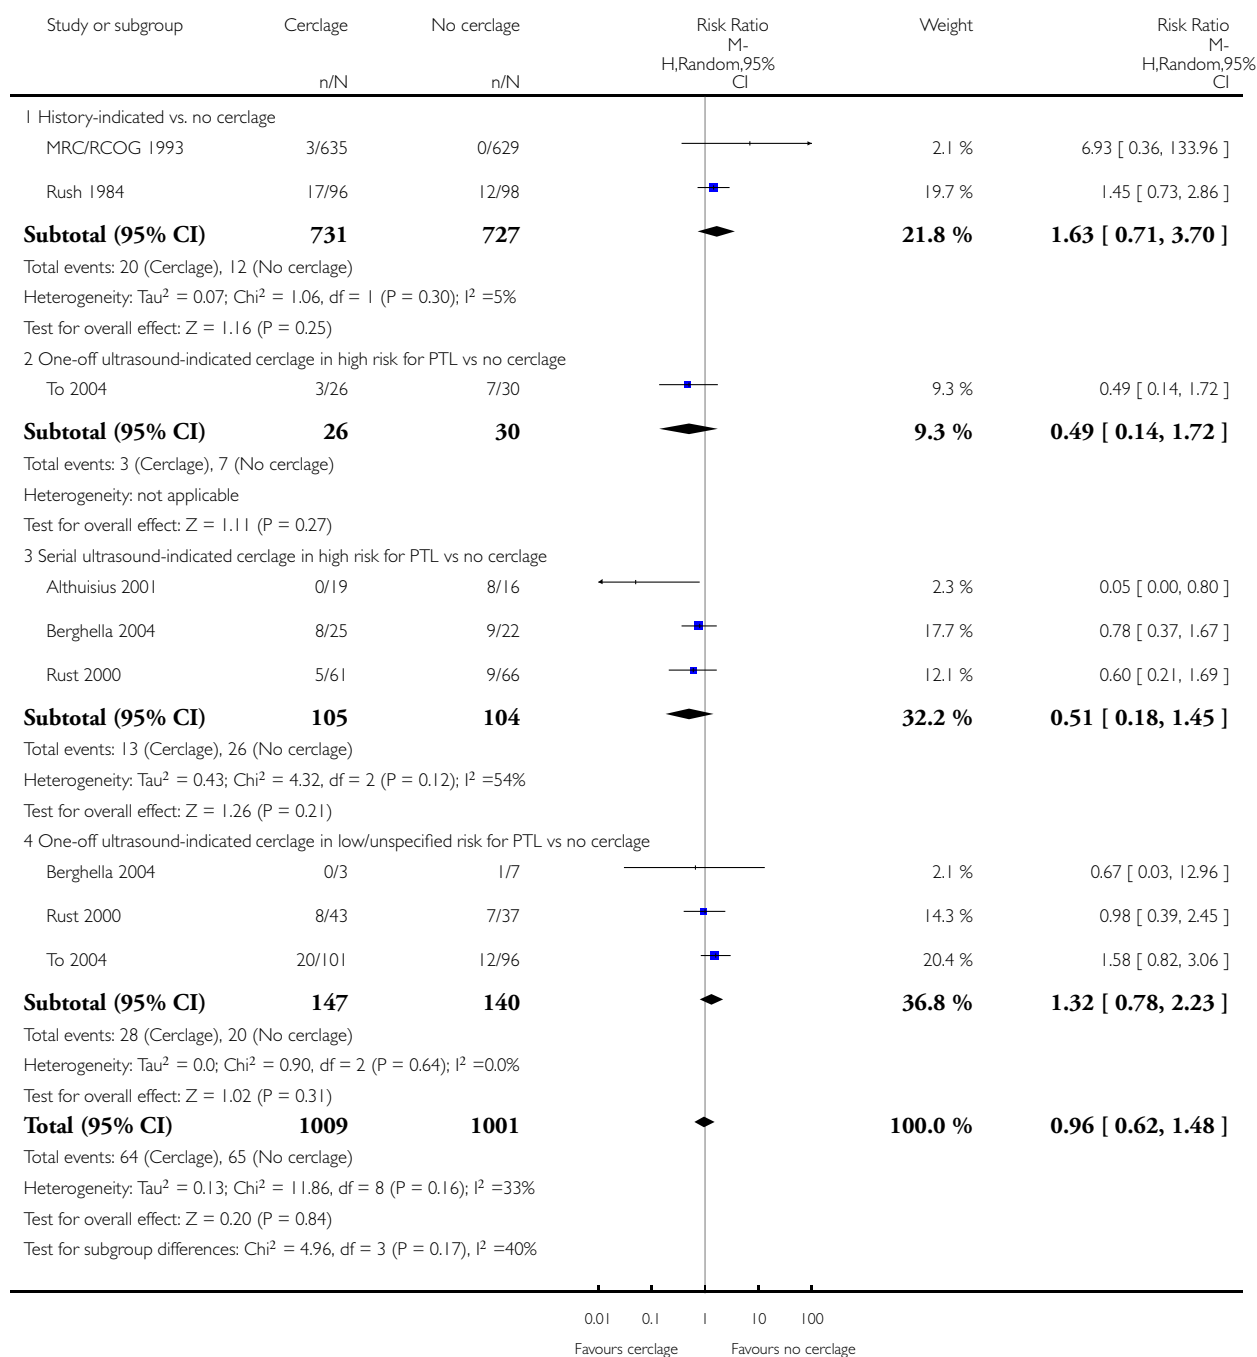 Study or subgroup Cerclage No cerclage Risk Ratio Weight Risk Ratio
M- M-
H,Random,95% H,Random,95%
n/N n/N CI CI
1 History-indicated vs. no cerclage
MRC/RCOG 1993 3/635 0/629 2.1 % 6.93 [ 0.36, 133.96 ]
Rush 1984 17/96 12/98 19.7 % 1.45 [ 0.73, 2.86 ]
Subtotal (95% CI) 731 727 21.8 % 1.63 [ 0.71, 3.70 ]
Total events: 20 (Cerclage), 12 (No cerclage)
Heterogeneity: Tau² = 0.07; Chi² = 1.06, df = 1 (P = 0.30); I² =5%
Test for overall effect: Z = 1.16 (P = 0.25)
2 One-off ultrasound-indicated cerclage in high risk for PTL vs no cerclage
To 2004 3/26 7/30 9.3 % 0.49 [ 0.14, 1.72 ]
Subtotal (95% CI) 26 30 9.3 % 0.49 [ 0.14, 1.72 ]
Total events: 3 (Cerclage), 7 (No cerclage)
Heterogeneity: not applicable
Test for overall effect: Z = 1.11 (P = 0.27)
3 Serial ultrasound-indicated cerclage in high risk for PTL vs no cerclage
Althuisius 2001 0/19 8/16 2.3 % 0.05 [ 0.00, 0.80 ]
Berghella 2004 8/25 9/22 17.7 % 0.78 [ 0.37, 1.67 ]
Rust 2000 5/61 9/66 12.1 % 0.60 [ 0.21, 1.69 ]
Subtotal (95% CI) 105 104 32.2 % 0.51 [ 0.18, 1.45 ]
Total events: 13 (Cerclage), 26 (No cerclage)
Heterogeneity: Tau² = 0.43; Chi² = 4.32, df = 2 (P = 0.12); I² =54%
Test for overall effect: Z = 1.26 (P = 0.21)
4 One-off ultrasound-indicated cerclage in low/unspecified risk for PTL vs no cerclage
Berghella 2004 0/3 1/7 2.1 % 0.67 [ 0.03, 12.96 ]
Rust 2000 8/43 7/37 14.3 % 0.98 [ 0.39, 2.45 ]
To 2004 20/101 12/96 20.4 % 1.58 [ 0.82, 3.06 ]
Subtotal (95% CI) 147 140 36.8 % 1.32 [ 0.78, 2.23 ]
Total events: 28 (Cerclage), 20 (No cerclage)
Heterogeneity: Tau² = 0.0; Chi² = 0.90, df = 2 (P = 0.64); I² =0.0%
Test for overall effect: Z = 1.02 (P = 0.31)
Total (95% CI) 1009 1001 100.0 % 0.96 [ 0.62, 1.48 ]
Total events: 64 (Cerclage), 65 (No cerclage)
Heterogeneity: Tau² = 0.13; Chi² = 11.86, df = 8 (P = 0.16); I² =33%
Test for overall effect: Z = 0.20 (P = 0.84)
Test for subgroup differences: Chi² = 4.96, df = 3 (P = 0.17), I² =40%
0.01 0.1 1 10 100
Favours cerclage Favours no cerclage